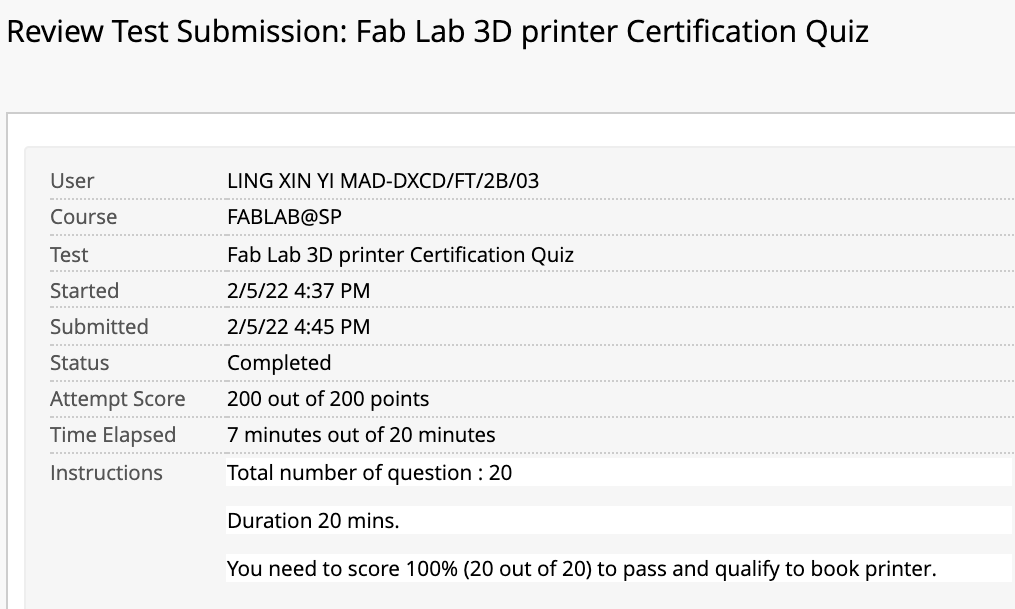 Review Test Submission: Fab Lab 3D printer Certification Quiz
User LING XIN YI MAD-DXCD/FT/2B/03
Course FABLAB@SP
Test Fab Lab 3D printer Certification Quiz
Started 2/5/22 4:37 PM
Submitted 2/5/22 4:45 PM
Status Completed
Attempt Score 200 out of 200 points
Time Elapsed 7 minutes out of 20 minutes
Instructions Total number of question : 20
Duration 20 mins.
You need to score 100% (20 out of 20) to pass and qualify to book printer.